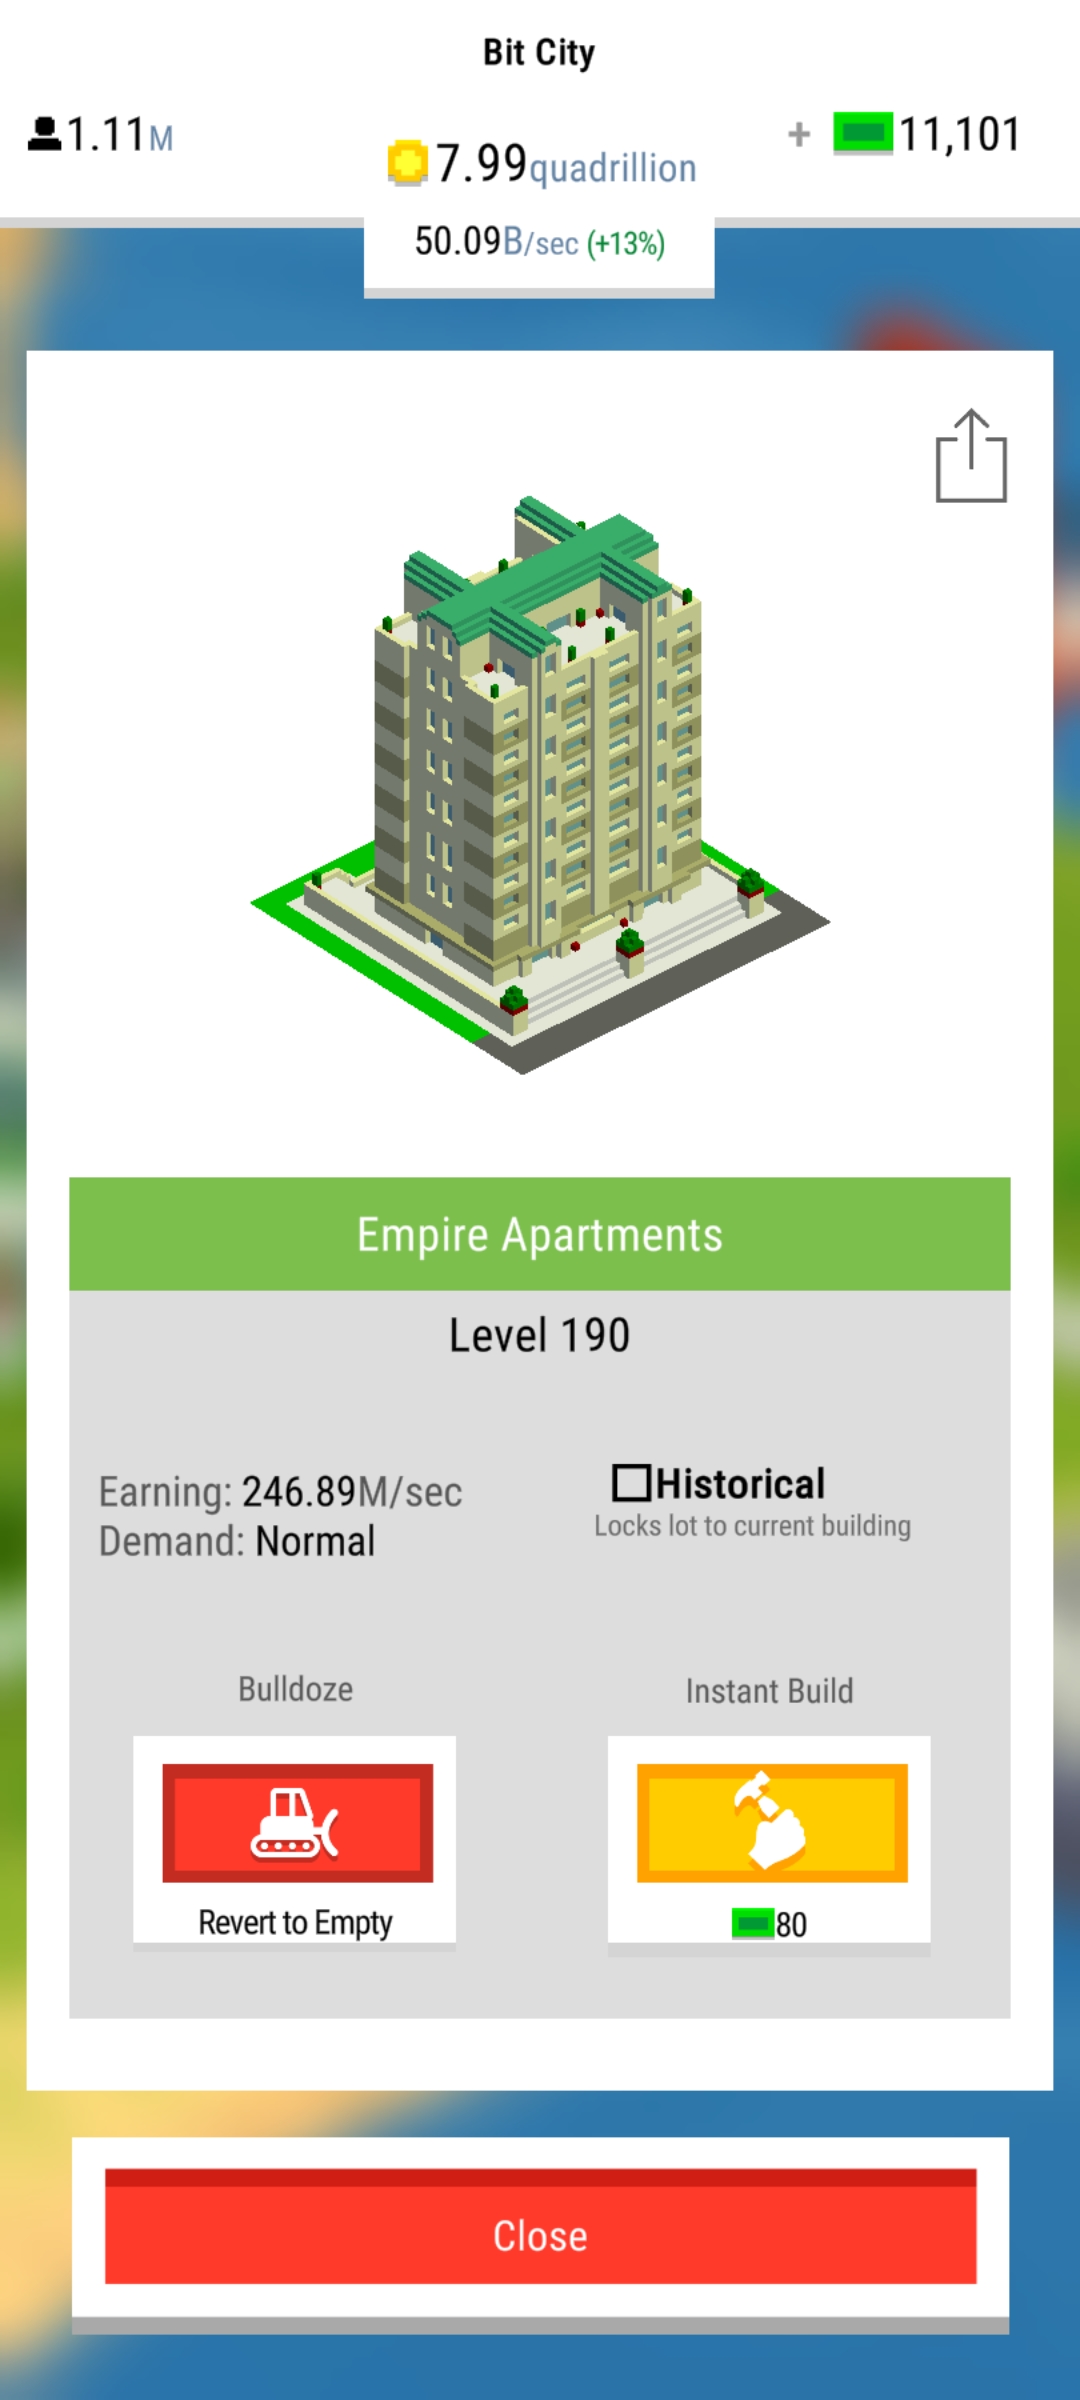 Bit City
1.11M
+ 11,101
7.99quadrillion
50.09B/sec (+13%)
Empire Apartments
Level 190
Earning: 246.89M/sec
Demand: Normal
Historical
Locks lot to current building
Bulldoze
Instant Build
Revert to Empty
80
Close